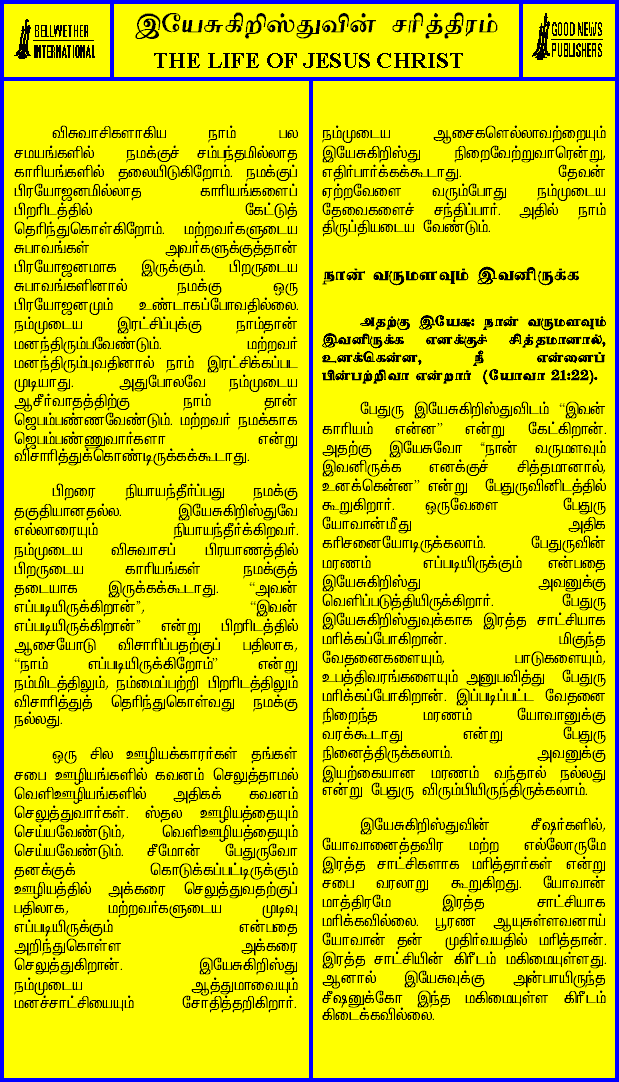 BELLWETHER
INTERNATIONAL
இயேசுகிறிஸ்துவின் சரித்திரம்
THE LIFE OF JESUS CHRIST
GOOD NEWS
PUBLISHERS
விசுவாசிகளாகிய நாம் பல
சமயங்களில் நமக்குச் சம்பந்தமில்லாத
காரியங்களில் தலையிடுகிறோம். நமக்குப்
பிரயோஜனமில்லாத காரியங்களைப்
பிறரிடத்தில் கேட்டுத்
தெரிந்துகொள்கிறோம். மற்றவர்களுடைய
சுபாவங்கள் அவர்களுக்குத்தான்
பிரயோஜனமாக இருக்கும். பிறருடைய
சுபாவங்களினால் நமக்கு ஒரு
பிரயோஜனமும் உண்டாகப்போவதில்லை.
நம்முடைய இரட்சிப்புக்கு நாம்தான்
மனந்திரும்பவேண்டும். மற்றவர்
மனந்திரும்புவதினால் நாம் இரட்சிக்கப்பட
முடியாது. அதுபோலவே நம்முடைய
ஆசீர்வாதத்திற்கு நாம் தான்
ஜெபம்பண்ணவேண்டும். மற்றவர் நமக்காக
ஜெபம்பண்ணுவார்களா என்று
விசாரித்துக்கொண்டிருக்கக்கூடாது.
பிறரை நியாயந்தீர்ப்பது நமக்கு
தகுதியானதல்ல. இயேசுகிறிஸ்துவே
எல்லாரையும் நியாயந்தீர்க்கிறவர்.
நம்முடைய விசுவாசப் பிரயாணத்தில்
பிறருடைய காரியங்கள் நமக்குத்
தடையாக இருக்கக்கூடாது. “அவன்
எப்படியிருக்கிறான்”, “இவன்
எப்படியிருக்கிறான்” என்று பிறரிடத்தில்
ஆசையோடு விசாரிப்பதற்குப் பதிலாக,
“நாம் எப்படியிருக்கிறோம்” என்று
நம்மிடத்திலும், நம்மைப்பற்றி பிறரிடத்திலும்
விசாரித்துத் தெரிந்துகொள்வது நமக்கு
நல்லது.
ஒரு சில ஊழியக்காரர்கள் தங்கள்
சபை ஊழியங்களில் கவனம் செலுத்தாமல்
வெளிஊழியங்களில் அதிகக் கவனம்
செலுத்துவார்கள். ஸ்தல ஊழியத்தையும்
செய்யவேண்டும், வெளிஊழியத்தையும்
செய்யவேண்டும். சீமோன் பேதுருவோ
தனக்குக் கொடுக்கப்பட்டிருக்கும்
ஊழியத்தில் அக்கரை செலுத்துவதற்குப்
பதிலாக, மற்றவர்களுடைய முடிவு
எப்படியிருக்கும் என்பதை
அறிந்துகொள்ள அக்கரை
செலுத்துகிறான். இயேசுகிறிஸ்து
நம்முடைய ஆத்துமாவையும்
மனச்சாட்சியையும் சோதித்தறிகிறார்.
நம்முடைய ஆசைகளெல்லாவற்றையும்
இயேசுகிறிஸ்து நிறைவேற்றுவாரென்று,
எதிர்பார்க்கக்கூடாது. தேவன்
ஏற்றவேளை வரும்போது நம்முடைய
தேவைகளைச் சந்திப்பார். அதில் நாம்
திருப்தியடைய வேண்டும்.
நான் வருமளவும் இவனிருக்க
அதற்கு இயேசு: நான் வருமளவும்
இவனிருக்க எனக்குச் சித்தமானால்,
உனக்கென்ன, நீ என்னைப்
பின்பற்றிவா என்றார் (யோவா 21:22).
பேதுரு இயேசுகிறிஸ்துவிடம் “இவன்
காரியம் என்ன” என்று கேட்கிறான்.
அதற்கு இயேசுவோ “நான் வருமளவும்
இவனிருக்க எனக்குச் சித்தமானால்,
உனக்கென்ன” என்று பேதுருவினிடத்தில்
கூறுகிறார். ஒருவேளை பேதுரு
யோவான்மீது அதிக
கரிசனையோடிருக்கலாம். பேதுருவின்
மரணம் எப்படியிருக்கும் என்பதை
இயேசுகிறிஸ்து அவனுக்கு
வெளிப்படுத்தியிருக்கிறார். பேதுரு
இயேசுகிறிஸ்துவுக்காக இரத்த சாட்சியாக
மரிக்கப்போகிறான். மிகுந்த
வேதனைகளையும், பாடுகளையும்,
உபத்திவரங்களையும் அனுபவித்து பேதுரு
மரிக்கப்போகிறான். இப்படிப்பட்ட வேதனை
நிறைந்த மரணம் யோவானுக்கு
வரக்கூடாது என்று பேதுரு
நினைத்திருக்கலாம். அவனுக்கு
இயற்கையான மரணம் வந்தால் நல்லது
என்று பேதுரு விரும்பியிருந்திருக்கலாம்.
இயேசுகிறிஸ்துவின் சீஷர்களில்,
யோவானைத்தவிர மற்ற எல்லோருமே
இரத்த சாட்சிகளாக மரித்தார்கள் என்று
சபை வரலாறு கூறுகிறது. யோவான்
மாத்திரமே இரத்த சாட்சியாக
மரிக்கவில்லை. பூரண ஆயுசுள்ளவனாய்
யோவான் தன் முதிர்வயதில் மரித்தான்.
இரத்த சாட்சியின் கிரீடம் மகிமையுள்ளது.
ஆனால் இயேசுவுக்கு அன்பாயிருந்த
சீஷனுக்கோ இந்த மகிமையுள்ள கிரீடம்
கிடைக்கவில்லை.